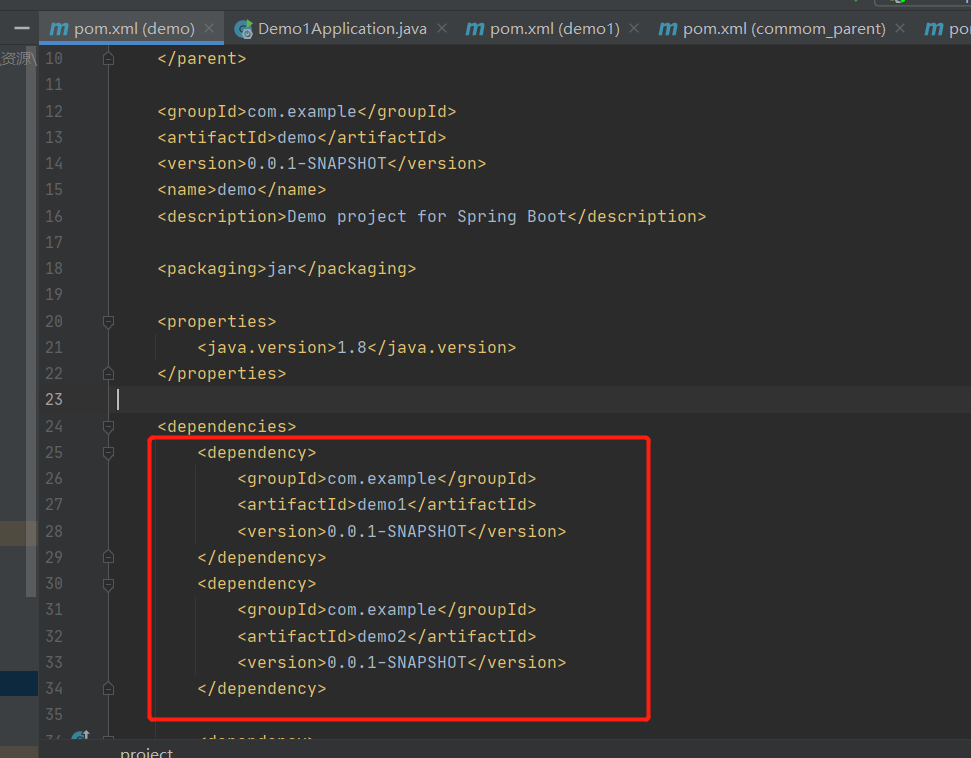 pom.xml (demo)
Demo1Application.java
pom.xml (demo1)
pom.xml (commom_parent)
资源\
10 </parent>
11
12 <groupId>com.example</groupId>
13 <artifactId>demo</artifactId>
14 <version>0.0.1-SNAPSHOT</version>
15 <name>demo</name>
16 <description>Demo project for Spring Boot</description>
17
18 <packaging>jar</packaging>
19
20 <properties>
21 <java.version>1.8</java.version>
22 </properties>
23
24 <dependencies>
25 <dependency>
26 <groupId>com.example</groupId>
27 <artifactId>demo1</artifactId>
28 <version>0.0.1-SNAPSHOT</version>
29 </dependency>
30 <dependency>
31 <groupId>com.example</groupId>
32 <artifactId>demo2</artifactId>
33 <version>0.0.1-SNAPSHOT</version>
34 </dependency>
35
project